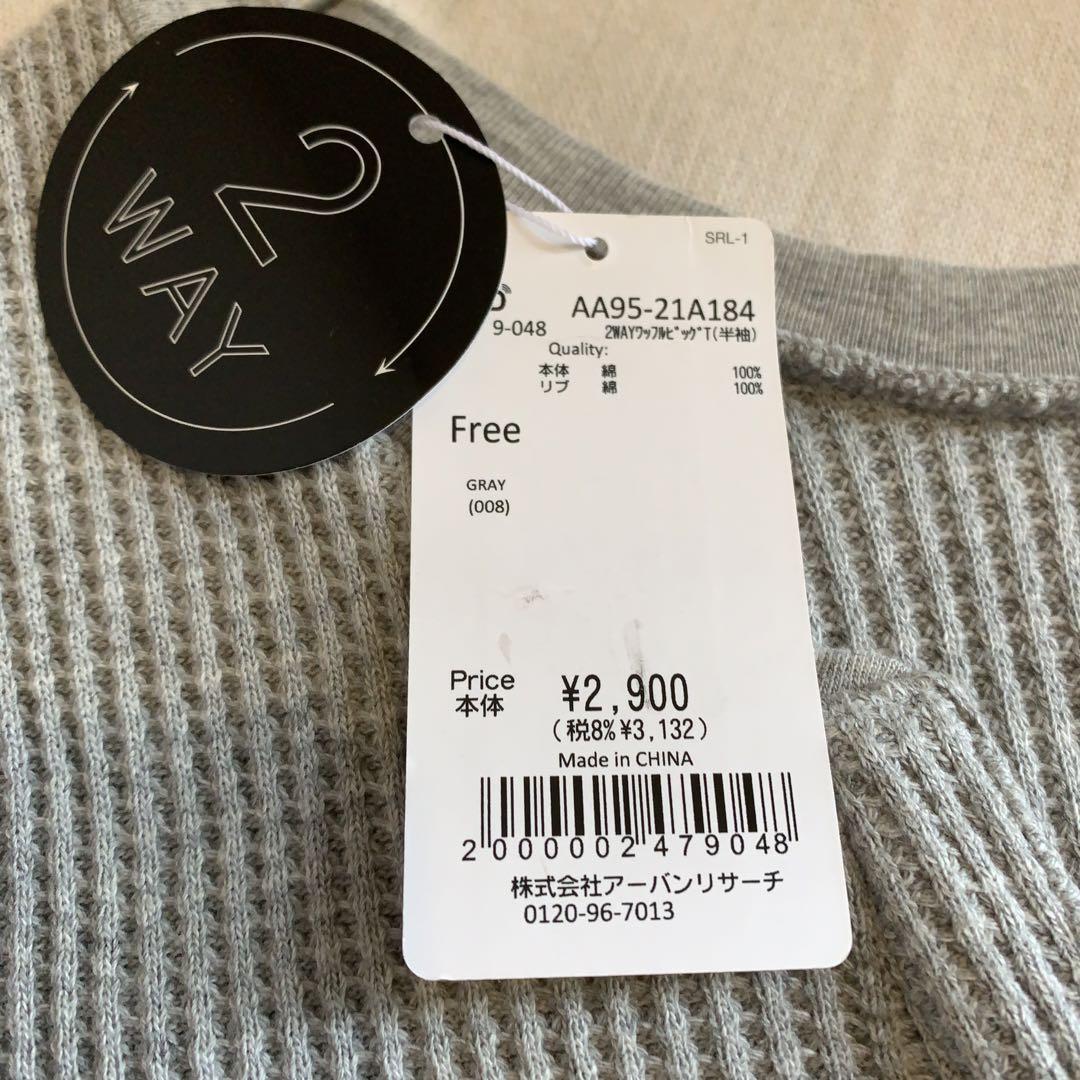 2
WAY
SRL-1
AA95-21A184
9-048 2WAYワッフルビッグT(半袖)
Quality:
本体 綿 100%
リブ 綿 100%
Free
GRAY
(008)
Price
本体 ¥2,900
(税8%¥3,132)
Made in CHINA
2000002479048
株式会社アーバンリサーチ
0120-96-7013